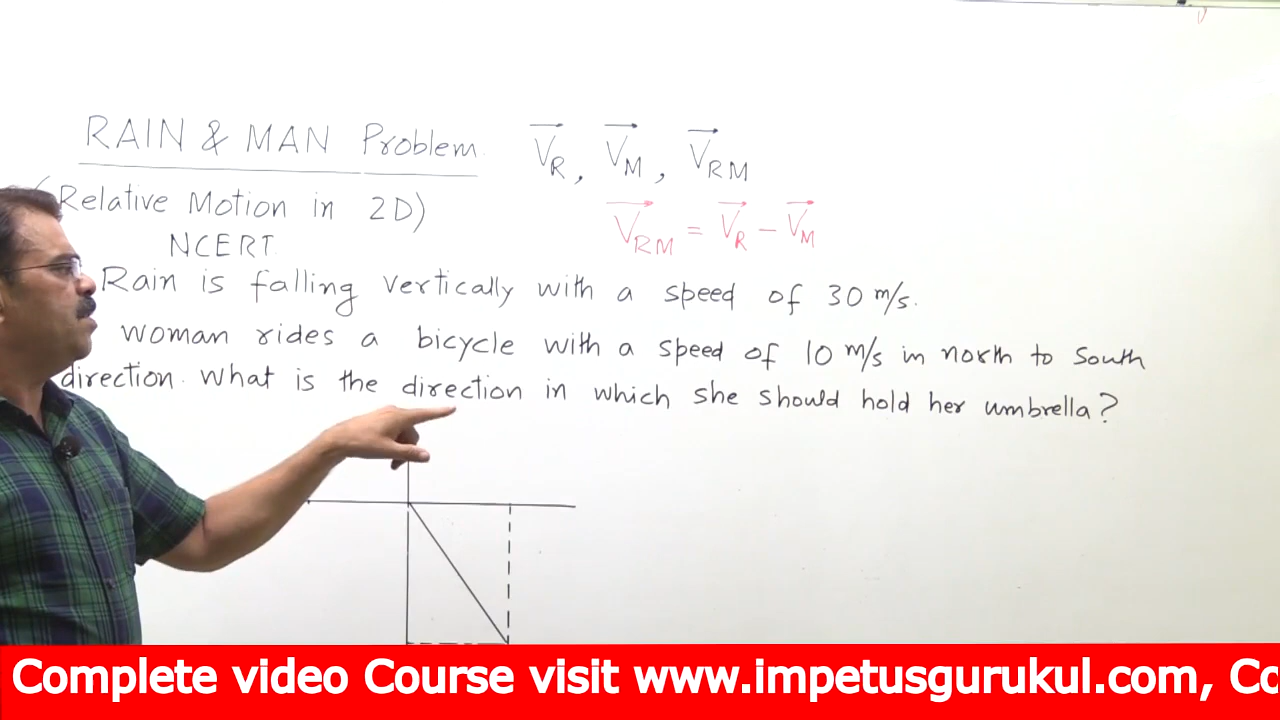 RAIN & MAN Problem. V⃗R, V⃗M, V⃗RM
(Relative Motion in 2D)
V⃗RM = V⃗R − V⃗M
NCERT
Rain is falling vertically with a speed of 30 m/s.
woman rides a bicycle with a speed of 10 m/s in north to south
direction. What is the direction in which she should hold her umbrella?
Complete video Course visit www.impetusgurukul.com, Co